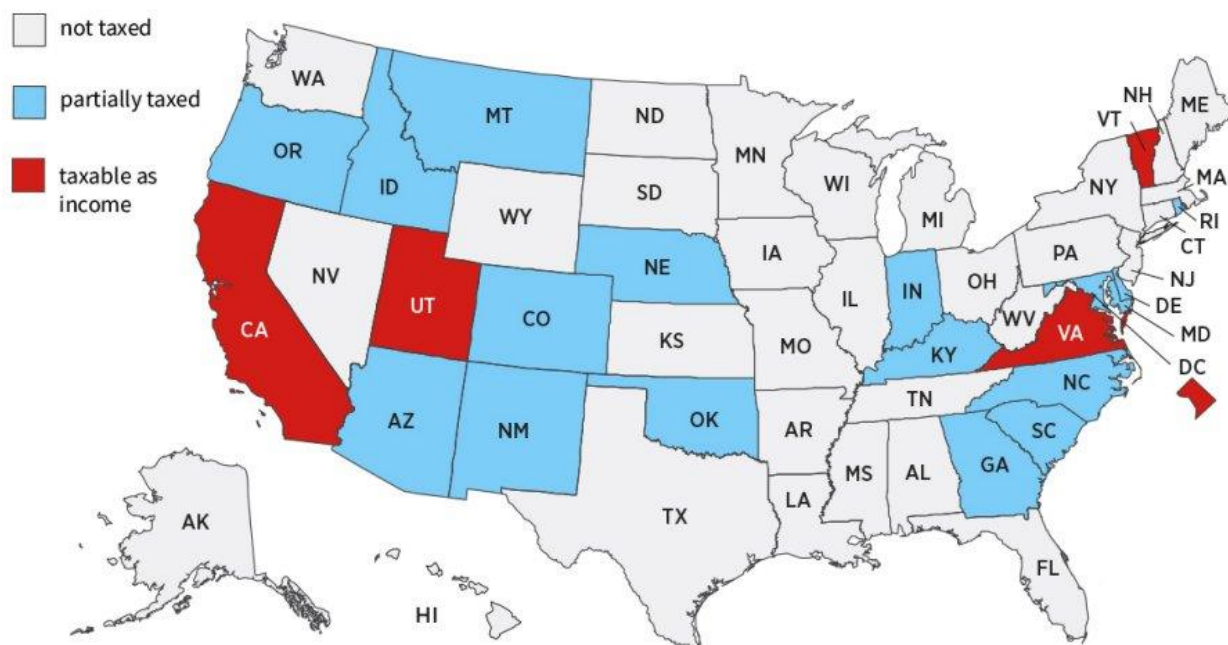 not taxed
partially taxed
taxable as
income
WA
MT
ND
MN
OR
ID
SD
WI
MI
WY
NV
UT
CA
CO
NE
IA
KS
MO
IL
IN
OH
KY
WV
VA
PA
NY
VT
NH
ME
MA
RI
CT
NJ
DE
MD
DC
AZ
NM
OK
TX
AR
LA
MS
AL
TN
NC
SC
GA
FL
AK
HI